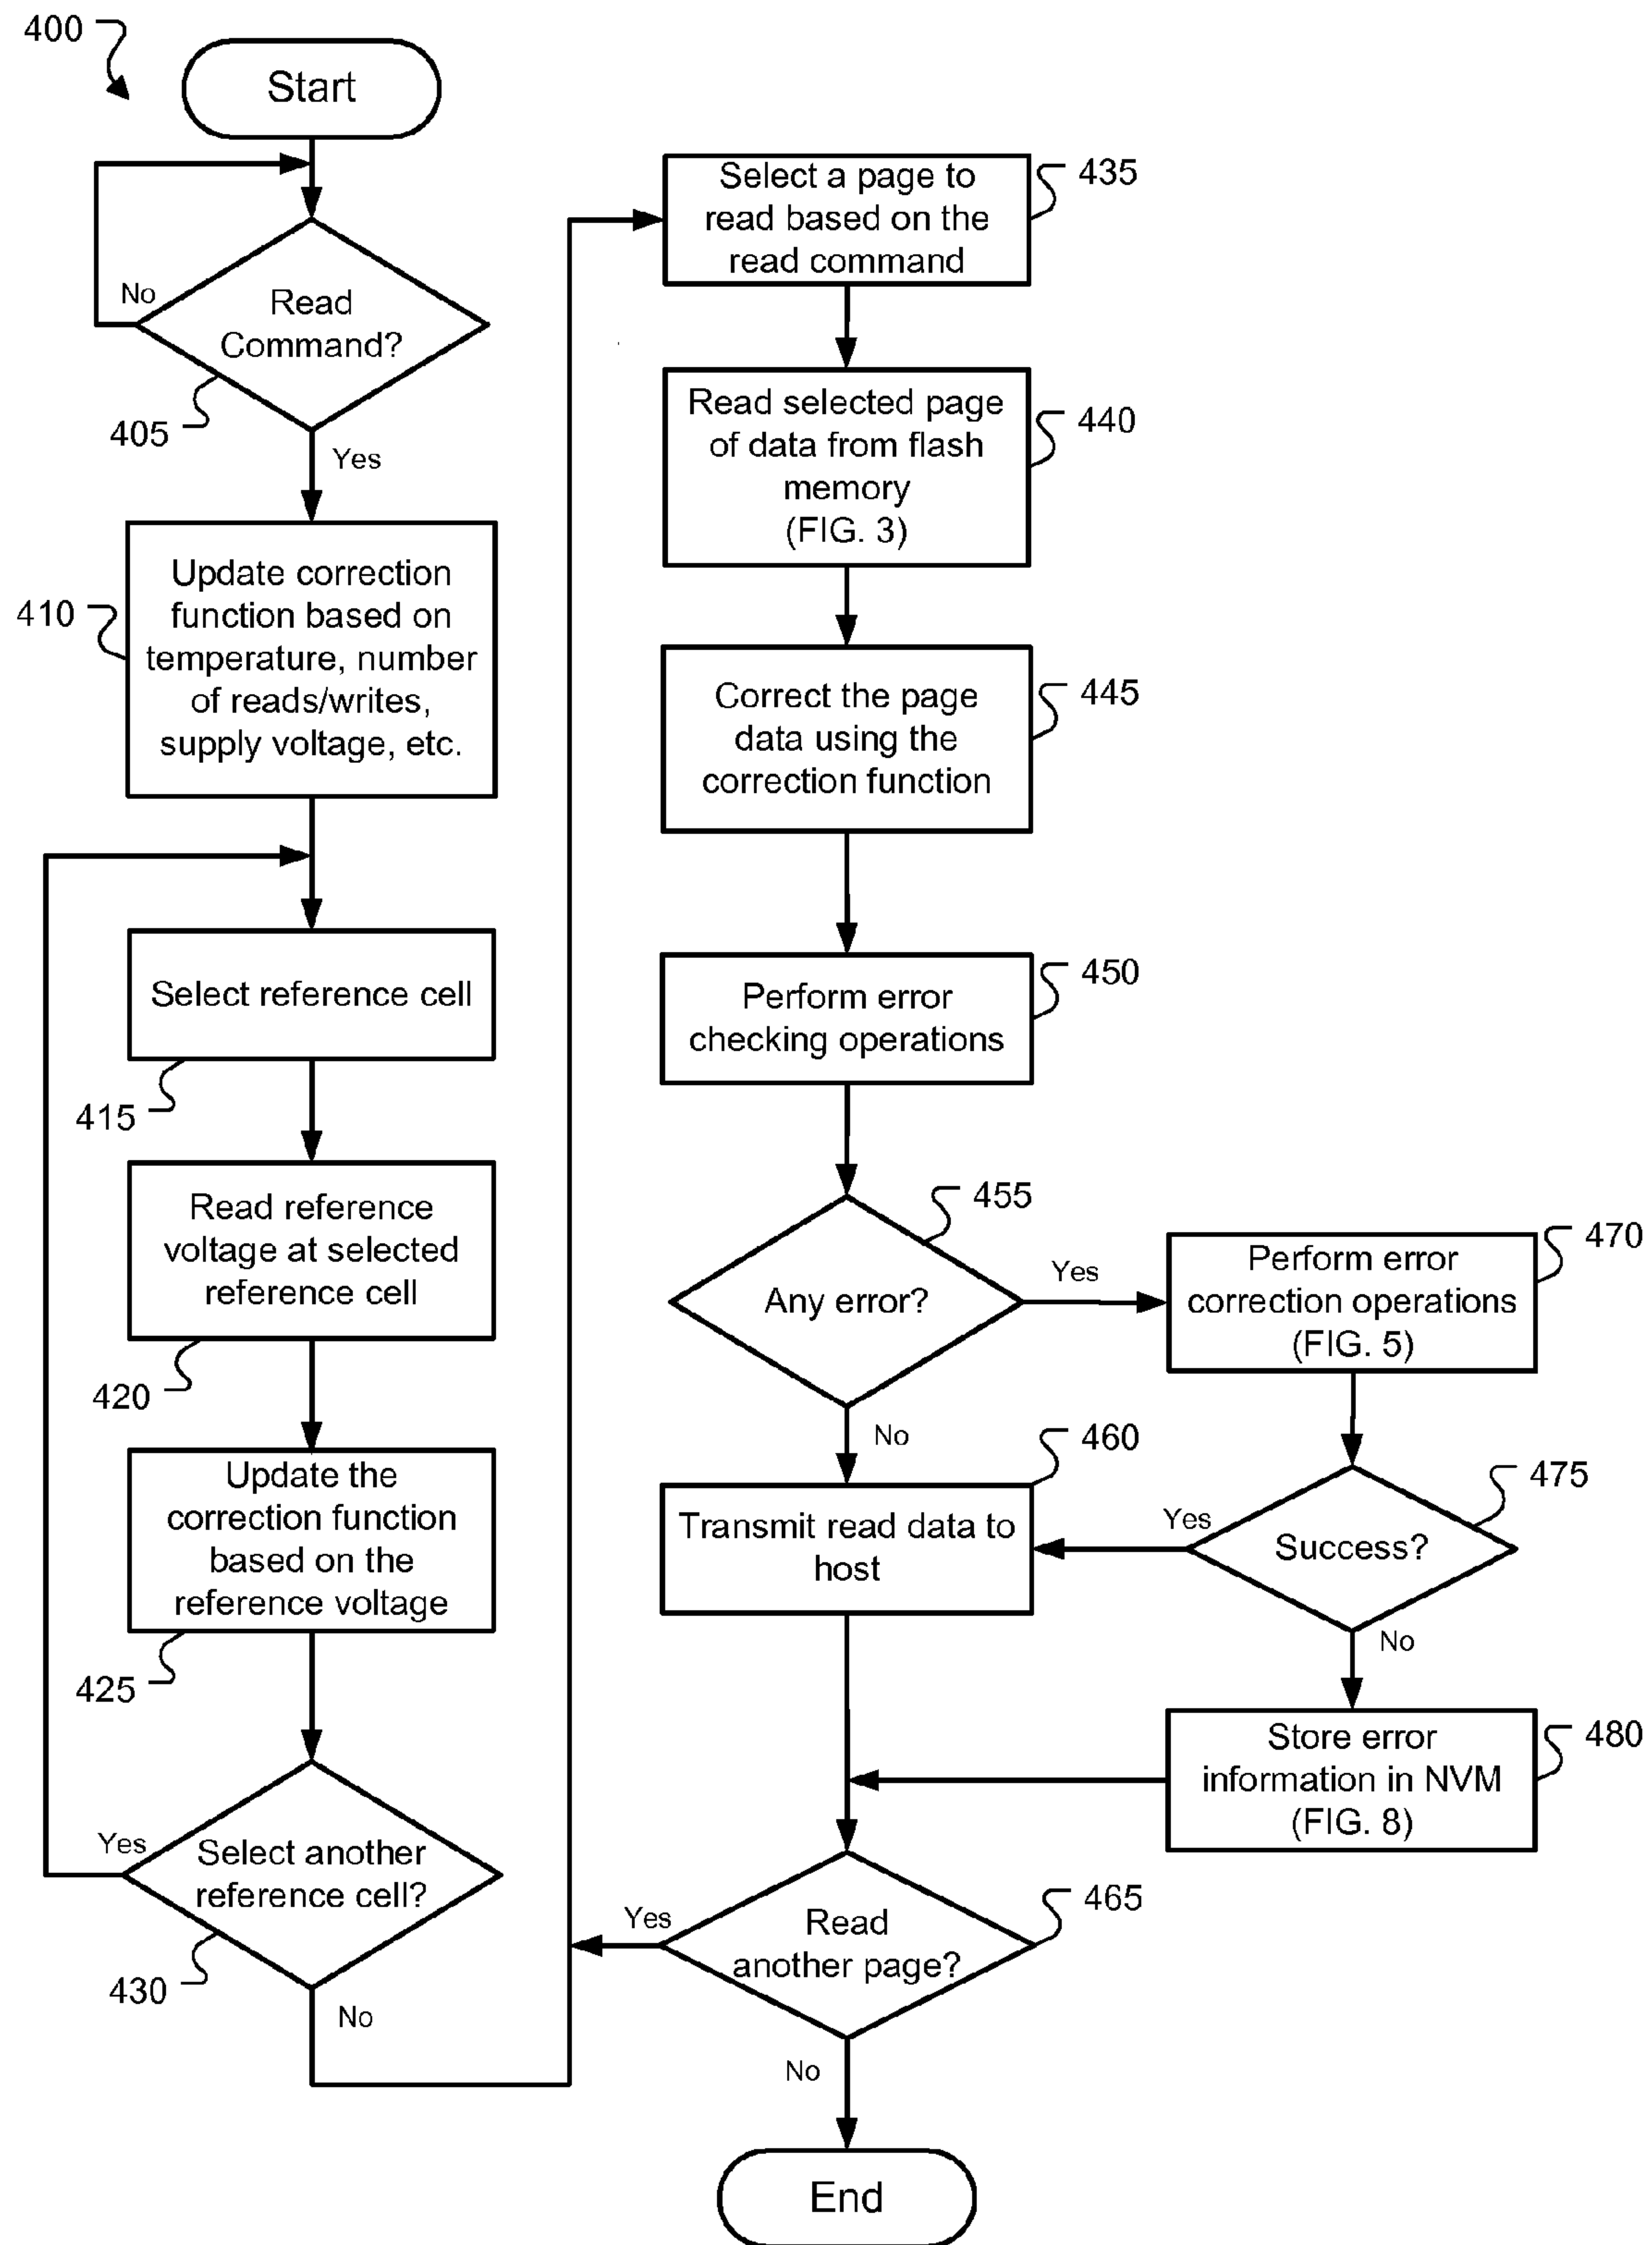 400
Start
No
Read
Command?
405
Yes
410
Update correction
function based on
temperature, number
of reads/writes,
supply voltage, etc.
Select reference cell
415
Read reference
voltage at selected
reference cell
420
Update the
correction function
based on the
reference voltage
425
Yes
Select another
reference cell?
430
No
Select a page to
read based on the
read command
435
Read selected page
of data from flash
memory
(FIG. 3)
440
Correct the page
data using the
correction function
445
Perform error
checking operations
450
455
Any error?
Yes
No
Perform error
correction operations
(FIG. 5)
470
Transmit read data to
host
460
Yes
Success?
475
No
Store error
information in NVM
(FIG. 8)
480
Yes
Read
another page?
465
No
End